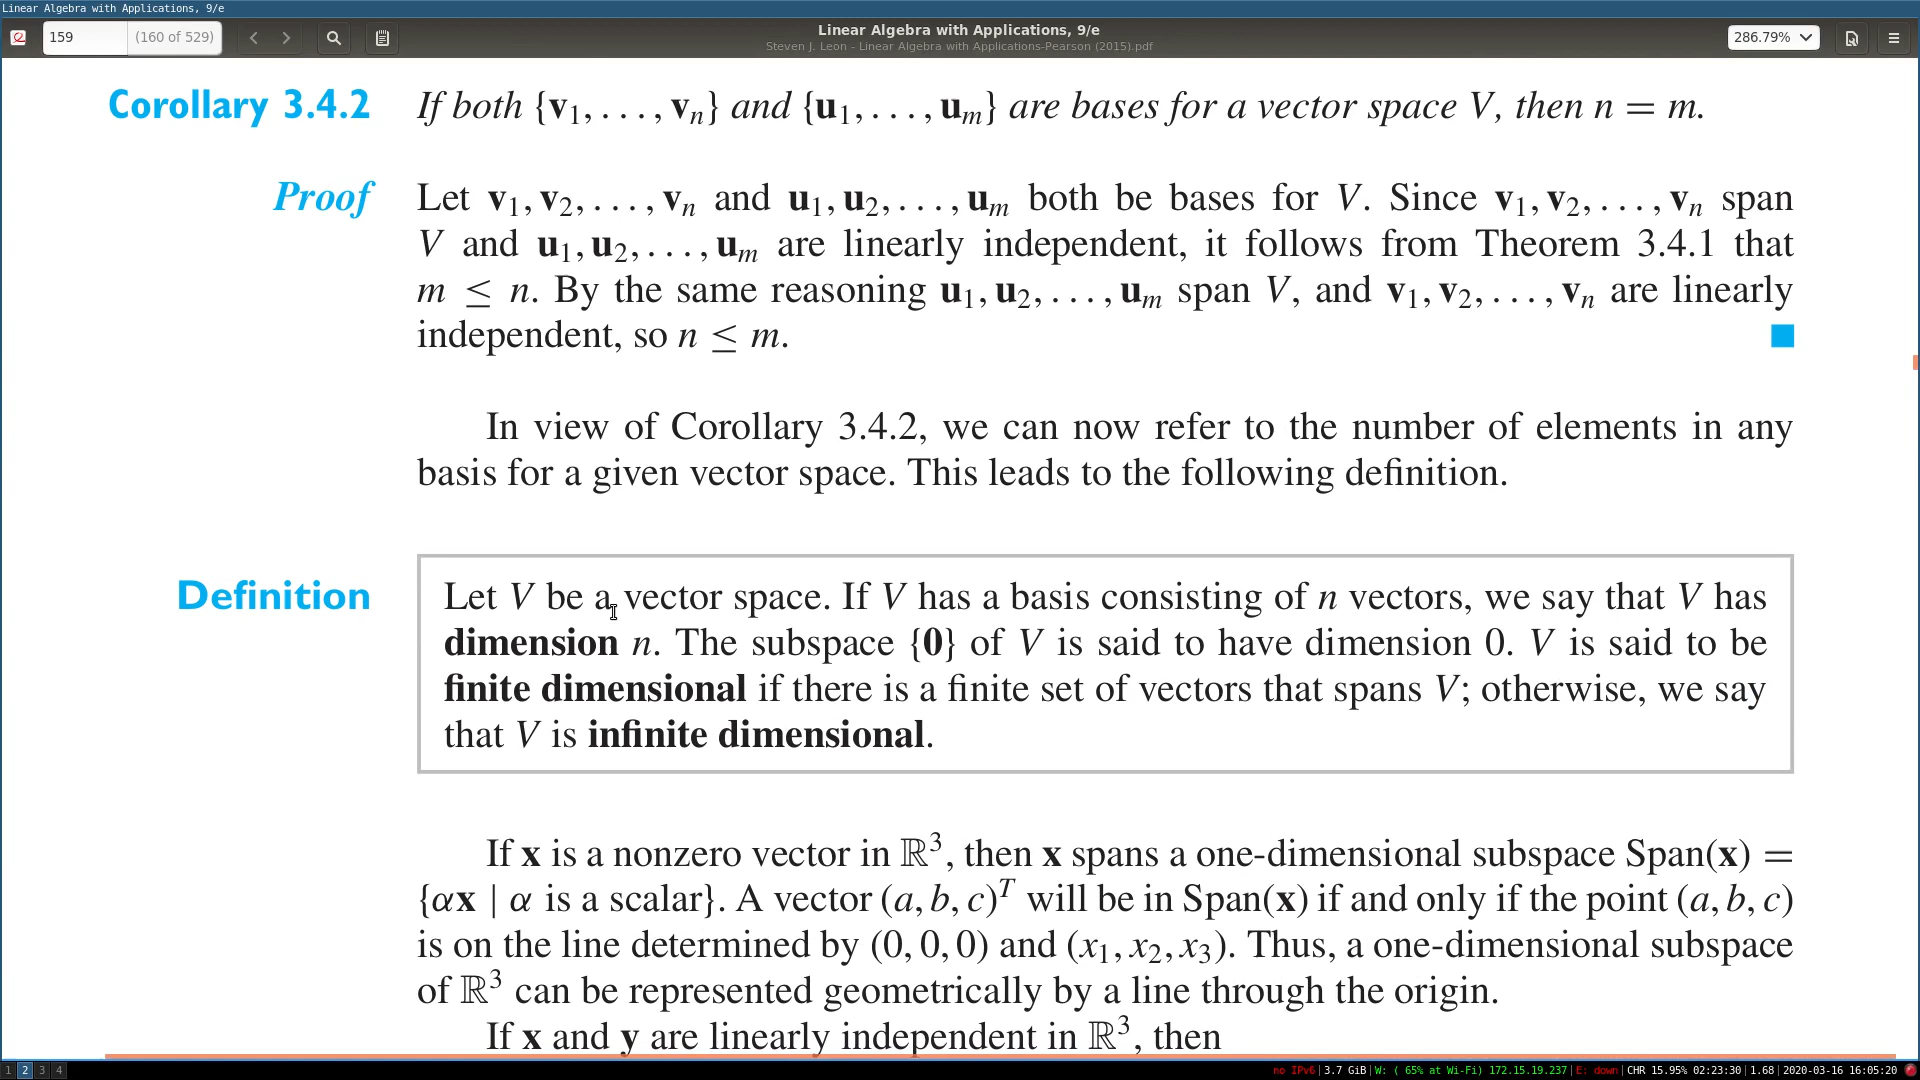 Linear Algebra with Applications, 9/e
159 (160 of 529)
Linear Algebra with Applications, 9/e
Steven J. Leon - Linear Algebra with Applications-Pearson (2015).pdf
286.79%
Corollary 3.4.2 If both {v₁, . . . , vₙ} and {u₁, . . . , uₘ} are bases for a vector space V, then n = m.
Proof Let v₁, v₂, . . . , vₙ and u₁, u₂, . . . , uₘ both be bases for V. Since v₁, v₂, . . . , vₙ span
V and u₁, u₂, . . . , uₘ are linearly independent, it follows from Theorem 3.4.1 that
m ≤ n. By the same reasoning u₁, u₂, . . . , uₘ span V, and v₁, v₂, . . . , vₙ are linearly
independent, so n ≤ m.
In view of Corollary 3.4.2, we can now refer to the number of elements in any
basis for a given vector space. This leads to the following definition.
Definition Let V be a vector space. If V has a basis consisting of n vectors, we say that V has
dimension n. The subspace {0} of V is said to have dimension 0. V is said to be
finite dimensional if there is a finite set of vectors that spans V; otherwise, we say
that V is infinite dimensional.
If x is a nonzero vector in ℝ³, then x spans a one-dimensional subspace Span(x) =
{αx | α is a scalar}. A vector (a, b, c)ᵀ will be in Span(x) if and only if the point (a, b, c)
is on the line determined by (0, 0, 0) and (x₁, x₂, x₃). Thus, a one-dimensional subspace
of ℝ³ can be represented geometrically by a line through the origin.
If x and y are linearly independent in ℝ³, then
1 2 3 4 no IPv6|3.7 GiB|W: ( 65% at Wi-Fi) 172.15.19.237|E: down|CHR 15.95% 02:23:30|1.68|2020-03-16 16:05:20